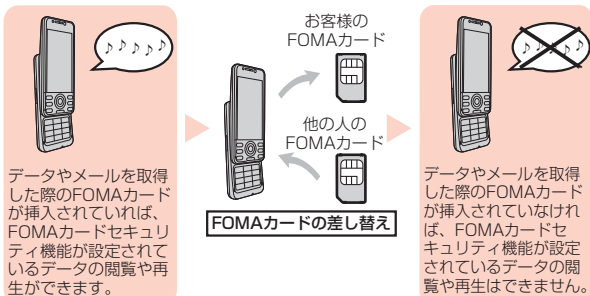 データやメールを取得
した際のFOMAカード
が挿入されていれば、
FOMAカードセキュリ
ティ機能が設定されて
いるデータの閲覧や再
生ができます。
お客様の
FOMAカード
他の人の
FOMAカード
FOMAカードの差し替え
データやメールを取得
した際のFOMAカード
が挿入されていなけれ
ば、FOMAカードセ
キュリティ機能が設定
されているデータの閲
覧や再生はできません。